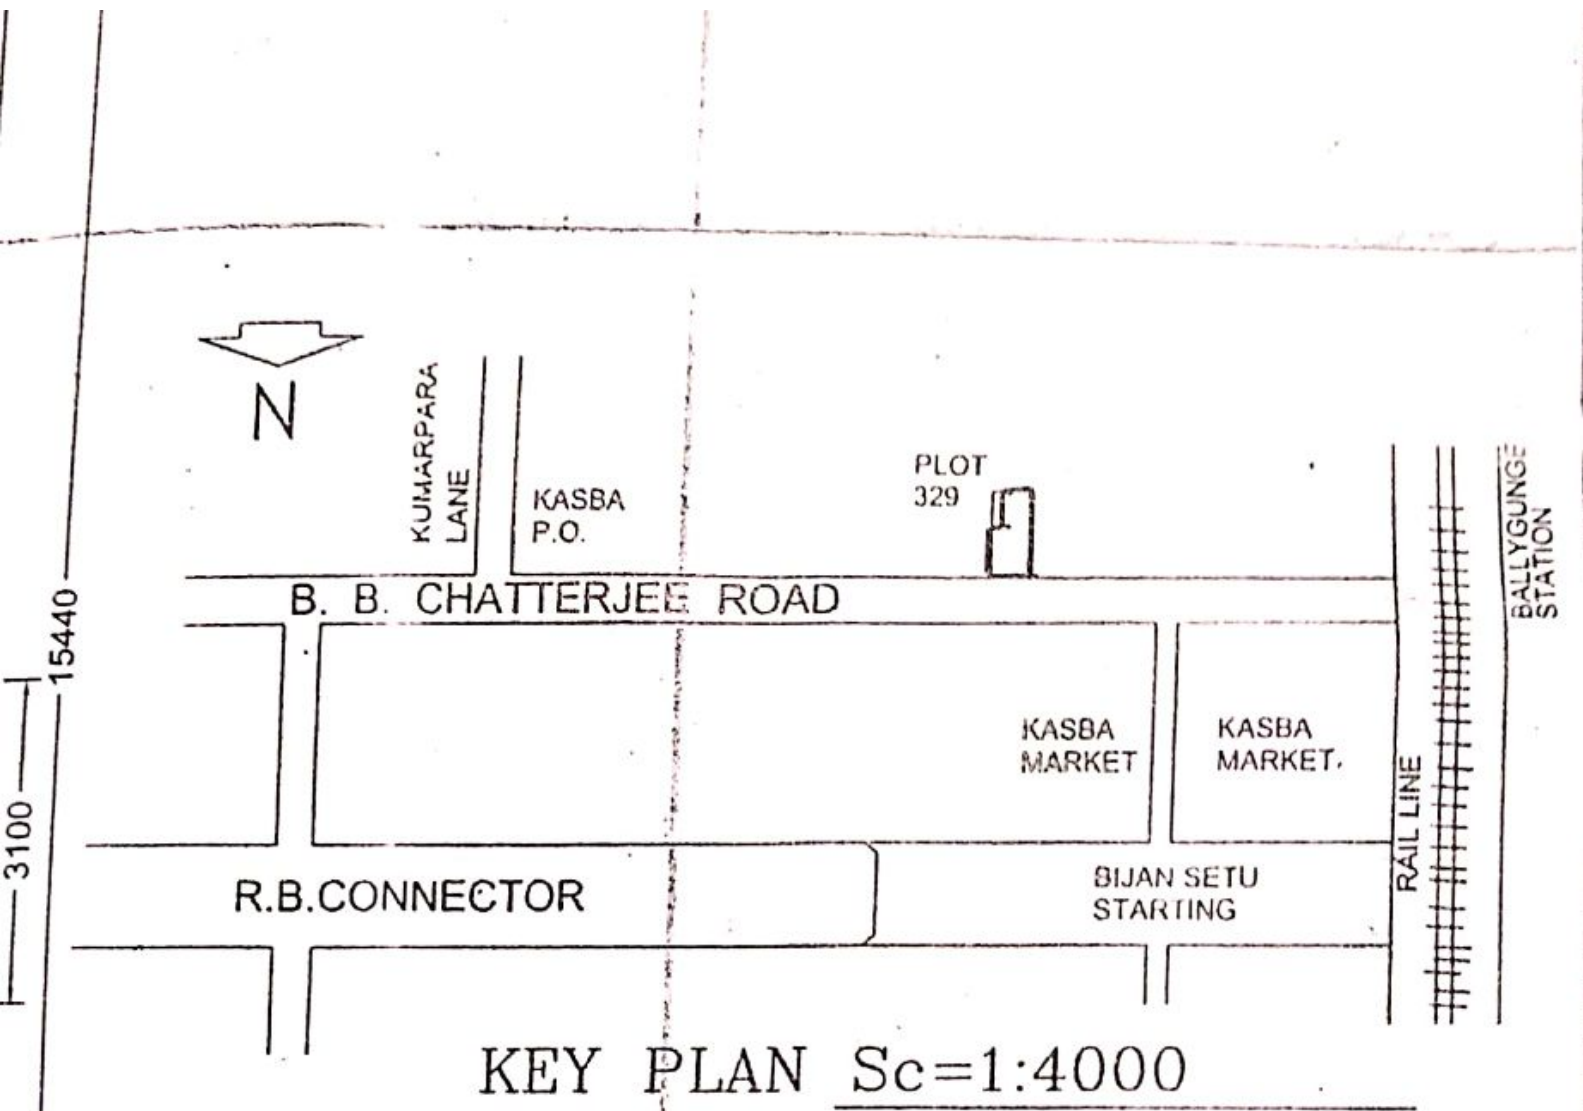 N
KUMARPARA
LANE
KASBA
P.O.
PLOT
329
BALLYGUNGE
STATION
B. B. CHATTERJEE ROAD
15440
3100
KASBA
MARKET
KASBA
MARKET.
RAIL LINE
R.B.CONNECTOR
BIJAN SETU
STARTING
KEY PLAN Sc=1:4000